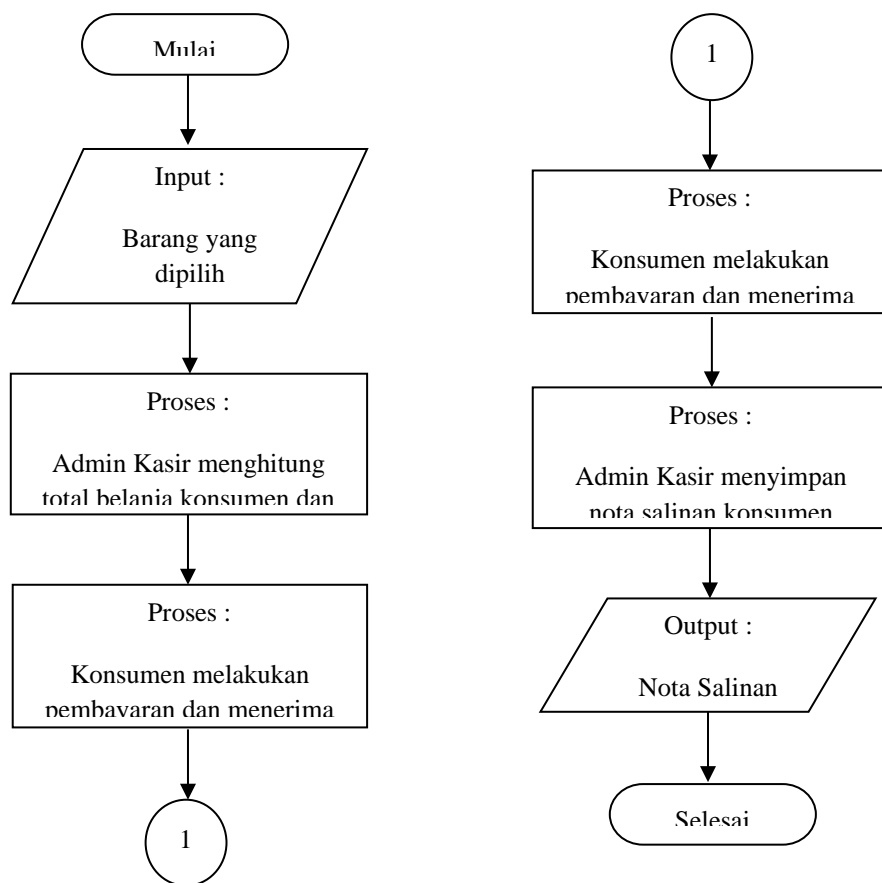 Mulai
Input :
Barang yang
dipilih
Proses :
Admin Kasir menghitung
total belanja konsumen dan
Proses :
Konsumen melakukan
pembayaran dan menerima
1
1
Proses :
Konsumen melakukan
pembayaran dan menerima
Proses :
Admin Kasir menyimpan
nota salinan konsumen
Output :
Nota Salinan
Selesai